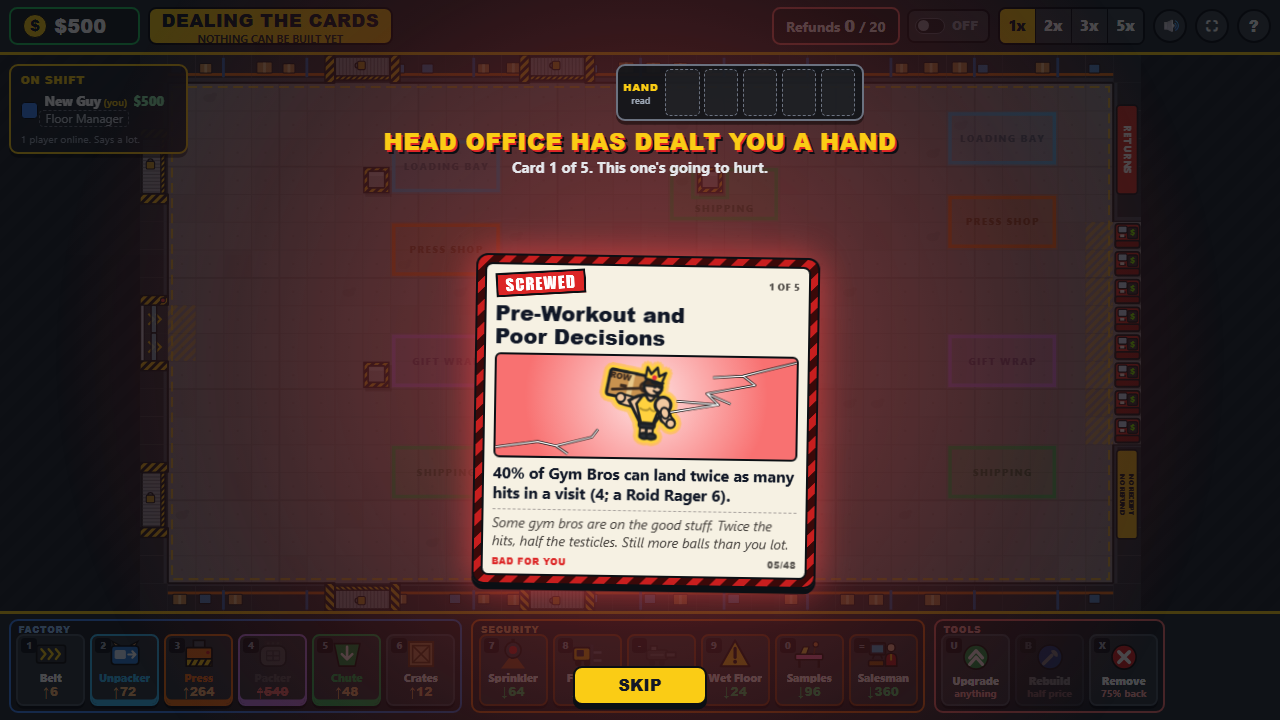 $ $500
DEALING THE CARDS
NOTHING CAN BE BUILT YET
Refunds 0 / 20
OFF
1x 2x 3x 5x
?
ON SHIFT
New Guy (you) $500
Floor Manager
1 player online. Says a lot.
HAND
read
HEAD OFFICE HAS DEALT YOU A HAND
Card 1 of 5. This one's going to hurt.
LOADING BAY
LOADING BAY
RETURNS
SHIPPING
PRESS SHOP
PRESS SHOP
GIFT WRAP
GIFT WRAP
SHIPPING
SHIPPING
SCREWED
1 OF 5
Pre-Workout and
Poor Decisions
ROW
40% of Gym Bros can land twice as many
hits in a visit (4; a Roid Rager 6).
Some gym bros are on the good stuff. Twice the
hits, half the testicles. Still more balls than you lot.
BAD FOR YOU
05/48
FACTORY
1 Belt ↑6
2 Unpacker ↑72
3 Press ↑264
4 Packer ↑540
5 Chute ↑48
6 Crates ↑12
SECURITY
7 Sprinkler ↓64
8
9 Wet Floor ↓24
0 Samples ↓96
= Salesman ↓360
SKIP
TOOLS
U Upgrade anything
B Rebuild half price
X Remove 75% back